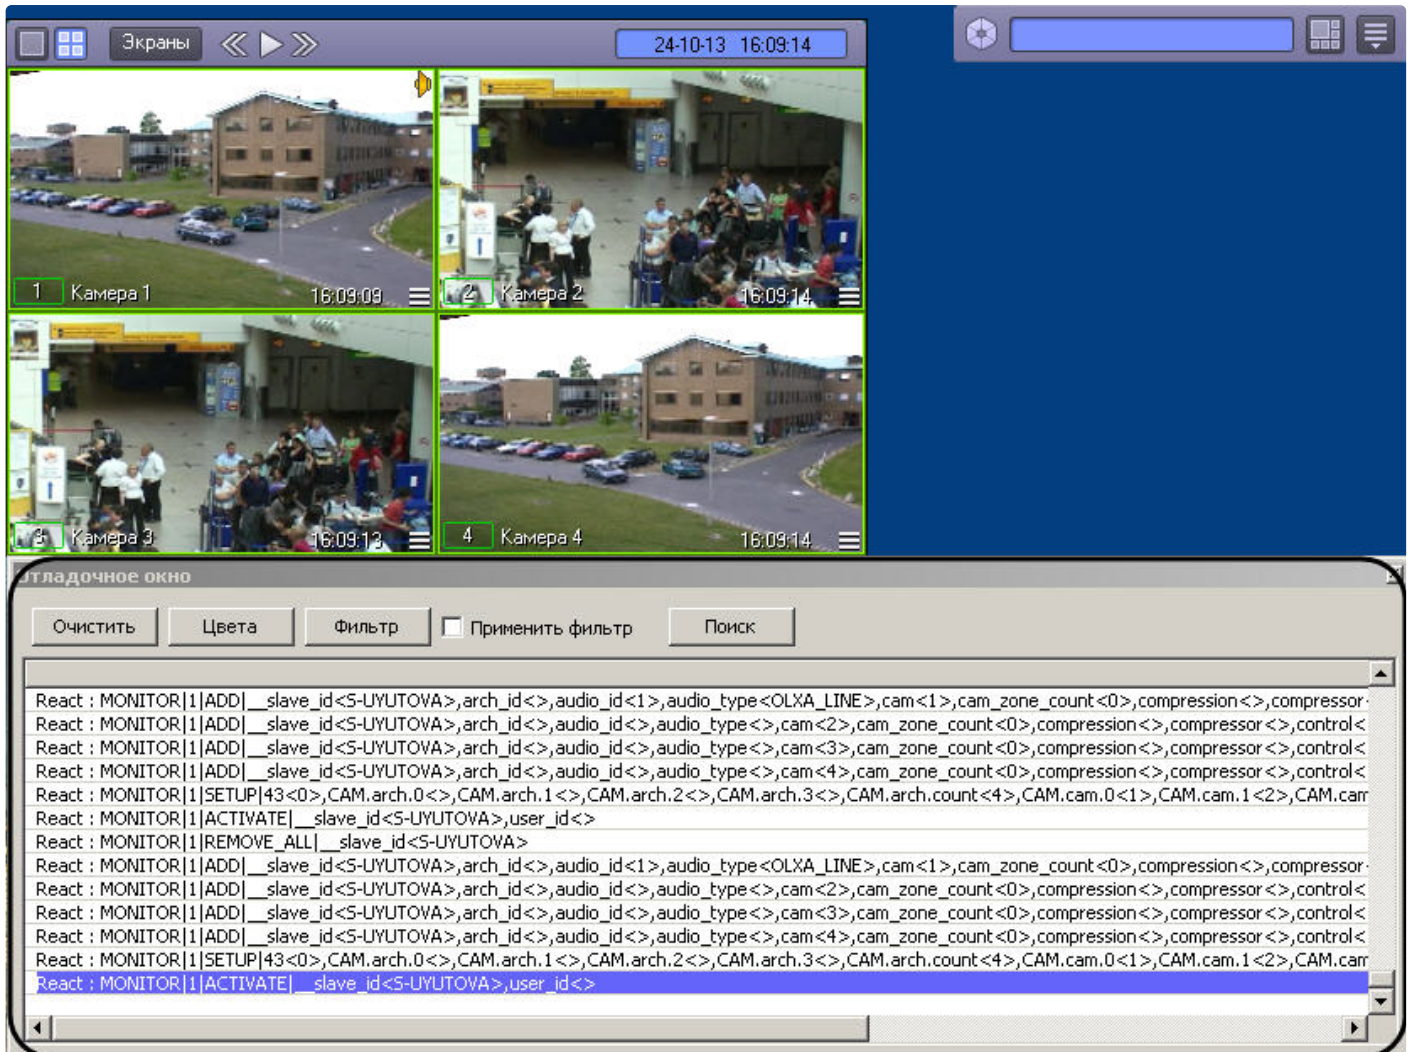 Экраны
24-10-13 16:09:14
1 Камера 1 16:09:09
2 Камера 2 16:09:14
3 Камера 3 16:09:13
4 Камера 4 16:09:14
Отладочное окно
Очистить Цвета Фильтр Применить фильтр Поиск
React : MONITOR|1|ADD|__slave_id<S-UYUTOVA>,arch_id<>,audio_id<1>,audio_type<OLXA_LINE>,cam<1>,cam_zone_count<0>,compression<>,compressor<
React : MONITOR|1|ADD|__slave_id<S-UYUTOVA>,arch_id<>,audio_id<>,audio_type<>,cam<2>,cam_zone_count<0>,compression<>,compressor<>,control<
React : MONITOR|1|ADD|__slave_id<S-UYUTOVA>,arch_id<>,audio_id<>,audio_type<>,cam<3>,cam_zone_count<0>,compression<>,compressor<>,control<
React : MONITOR|1|ADD|__slave_id<S-UYUTOVA>,arch_id<>,audio_id<>,audio_type<>,cam<4>,cam_zone_count<0>,compression<>,compressor<>,control<
React : MONITOR|1|SETUP|43<0>,CAM.arch.0<>,CAM.arch.1<>,CAM.arch.2<>,CAM.arch.3<>,CAM.arch.count<4>,CAM.cam.0<1>,CAM.cam.1<2>,CAM.cam
React : MONITOR|1|ACTIVATE|__slave_id<S-UYUTOVA>,user_id<>
React : MONITOR|1|REMOVE_ALL|__slave_id<S-UYUTOVA>
React : MONITOR|1|ADD|__slave_id<S-UYUTOVA>,arch_id<>,audio_id<1>,audio_type<OLXA_LINE>,cam<1>,cam_zone_count<0>,compression<>,compressor<
React : MONITOR|1|ADD|__slave_id<S-UYUTOVA>,arch_id<>,audio_id<>,audio_type<>,cam<2>,cam_zone_count<0>,compression<>,compressor<>,control<
React : MONITOR|1|ADD|__slave_id<S-UYUTOVA>,arch_id<>,audio_id<>,audio_type<>,cam<3>,cam_zone_count<0>,compression<>,compressor<>,control<
React : MONITOR|1|ADD|__slave_id<S-UYUTOVA>,arch_id<>,audio_id<>,audio_type<>,cam<4>,cam_zone_count<0>,compression<>,compressor<>,control<
React : MONITOR|1|SETUP|43<0>,CAM.arch.0<>,CAM.arch.1<>,CAM.arch.2<>,CAM.arch.3<>,CAM.arch.count<4>,CAM.cam.0<1>,CAM.cam.1<2>,CAM.cam
React : MONITOR|1|ACTIVATE|__slave_id<S-UYUTOVA>,user_id<>